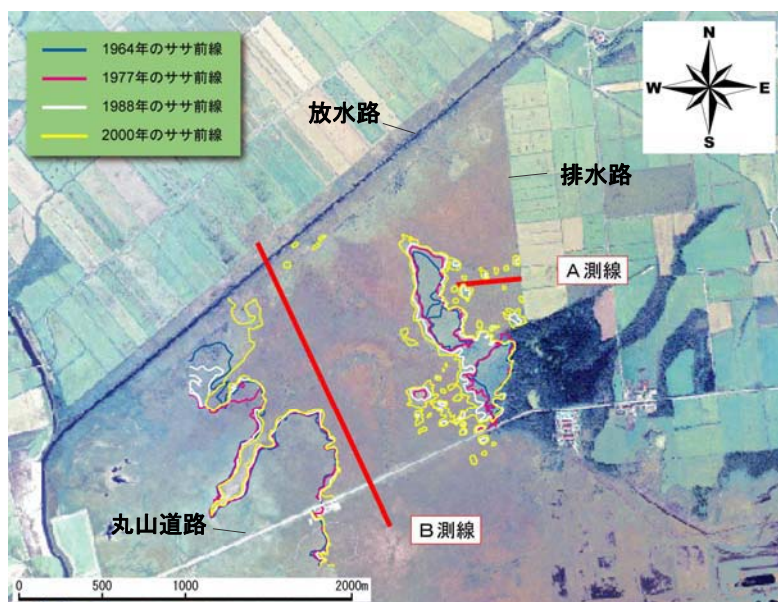 1964年のササ前線
1977年のササ前線
1988年のササ前線
2000年のササ前線
N
W E
S
放水路
排水路
A測線
B測線
丸山道路
0 500 1000 2000m